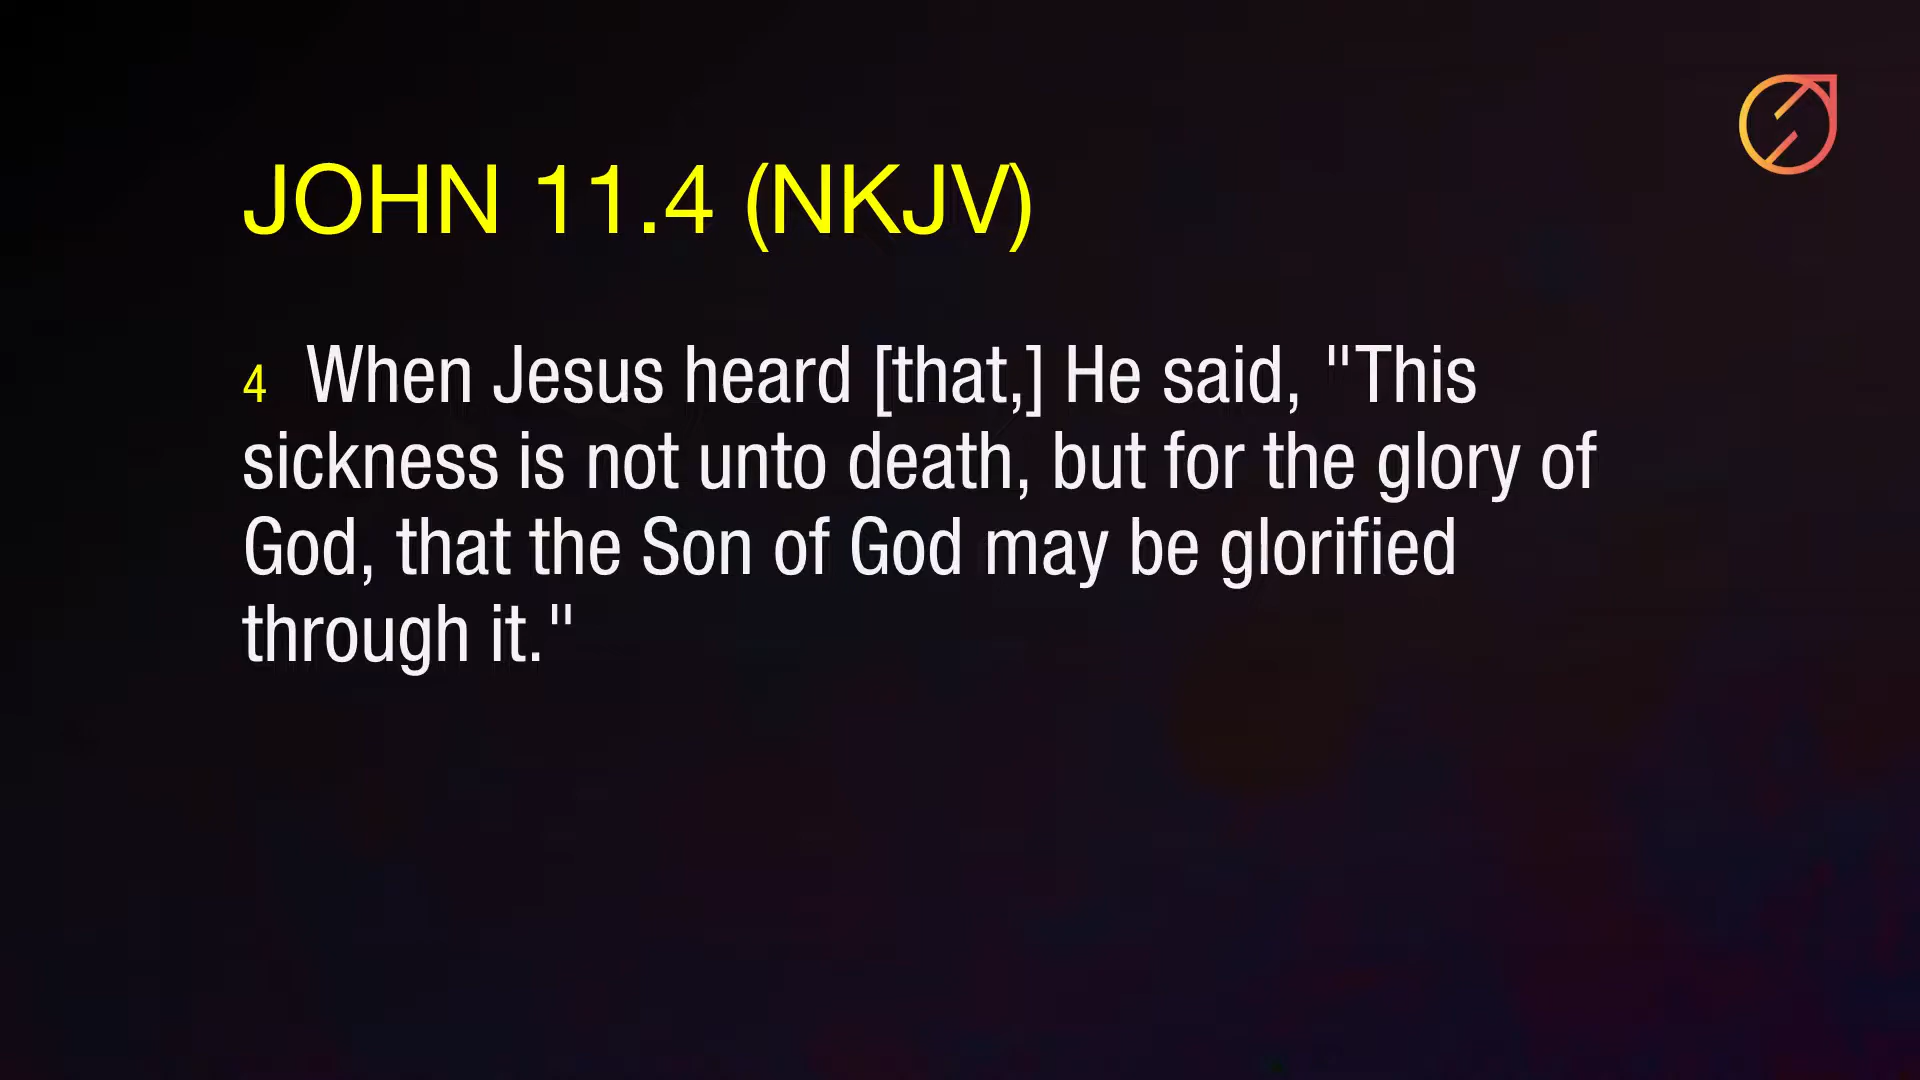 JOHN 11.4 (NKJV)
4 When Jesus heard [that,] He said, "This
sickness is not unto death, but for the glory of
God, that the Son of God may be glorified
through it."